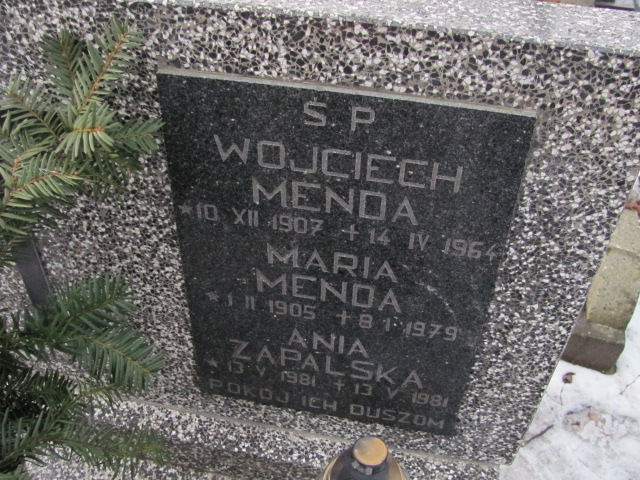 Ś P
WOJCIECH
MENDA
* 10 XII 1907 + 14 IV 1964
MARIA
MENDA
* 1 II 1905 + 8 I 1979
ANIA
ZAPALSKA
* 13 V 1981 + 13 V 1981
POKÓJ ICH DUSZOM